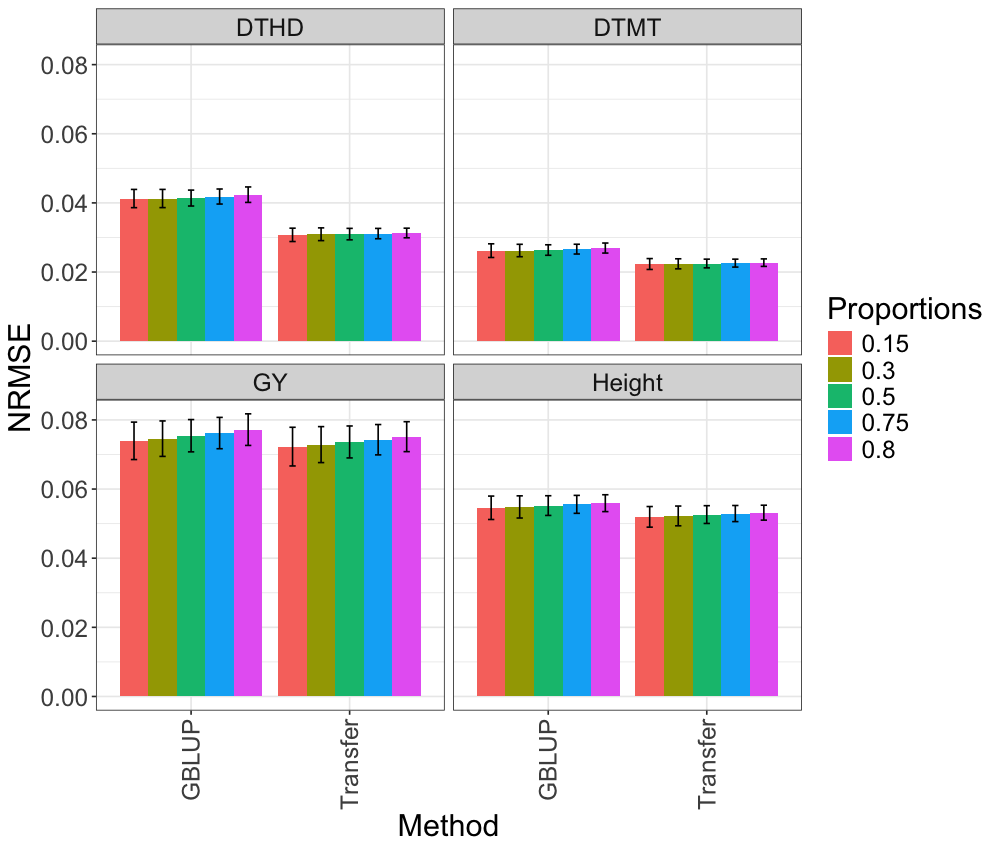 DTHD
DTMT
0.08
0.06
0.04
0.02
0.00
GY
Height
0.08
0.06
0.04
0.02
0.00
NRMSE
GBLUP
Transfer
GBLUP
Transfer
Method
Proportions
0.15
0.3
0.5
0.75
0.8